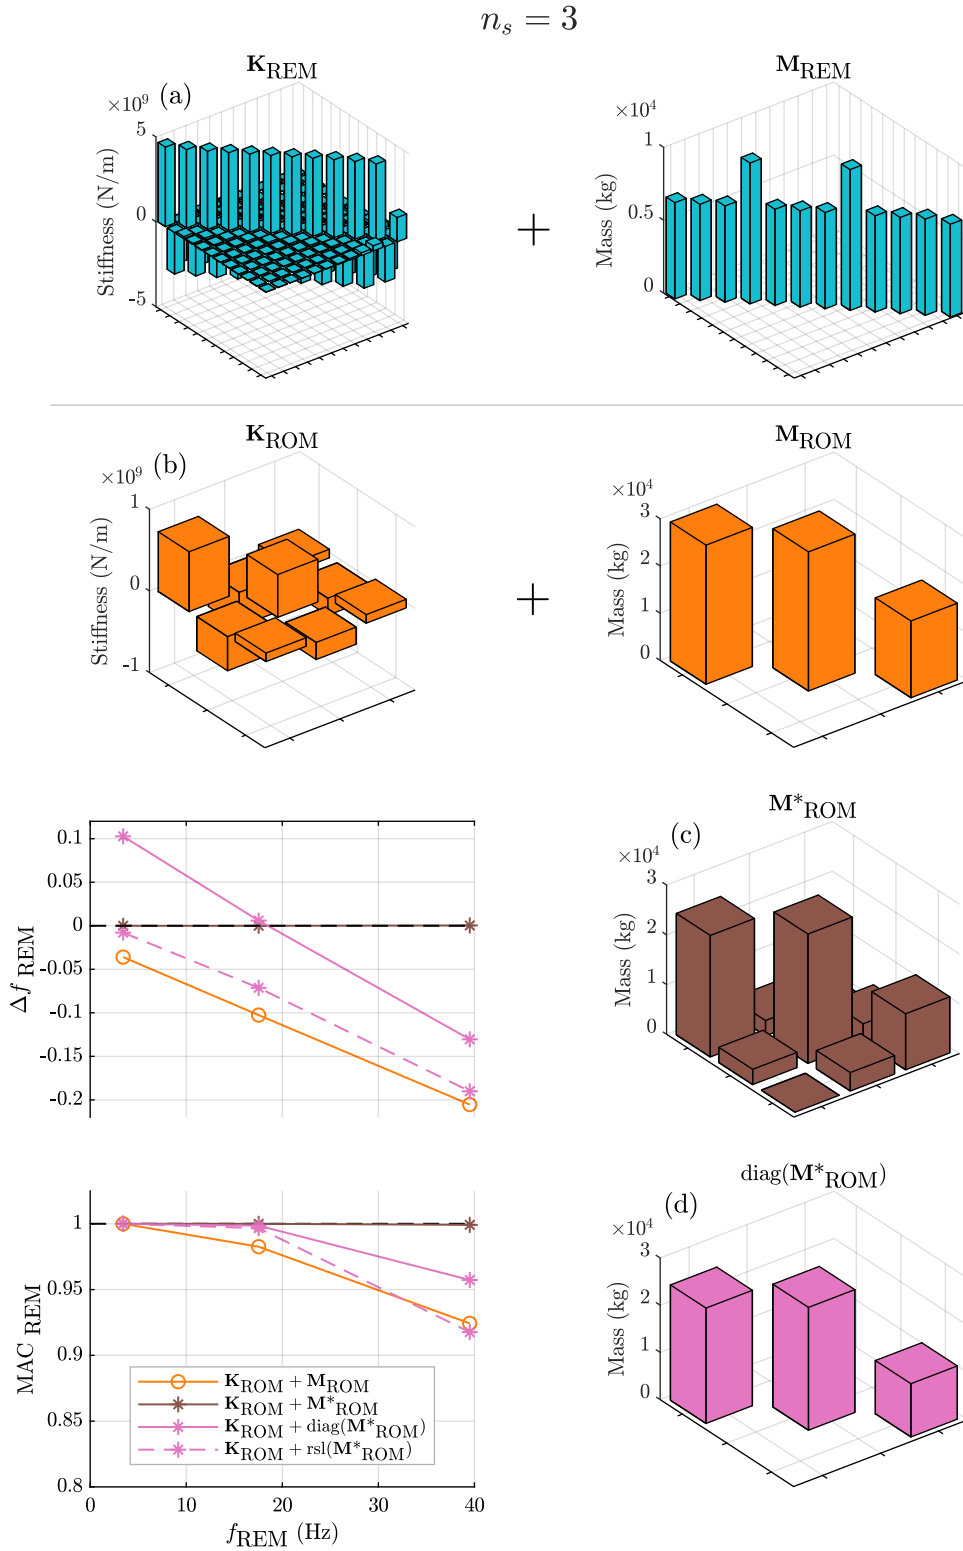 n_s = 3
K_REM
M_REM
(a)
×10^9
5
0
-5
Stiffness (N/m)
+
×10^4
1
0.5
0
Mass (kg)
K_ROM
M_ROM
(b)
×10^9
1
0
-1
Stiffness (N/m)
+
×10^4
3
2
1
0
Mass (kg)
0.1
0.05
0
-0.05
-0.1
-0.15
-0.2
Δf_REM
M*_ROM
(c)
×10^4
3
2
1
0
Mass (kg)
1
0.95
0.9
0.85
0.8
MAC_REM
K_ROM + M_ROM
K_ROM + M*_ROM
K_ROM + diag(M*_ROM)
K_ROM + rsl(M*_ROM)
0 10 20 30 40
f_REM (Hz)
diag(M*_ROM)
(d)
×10^4
3
2
1
0
Mass (kg)